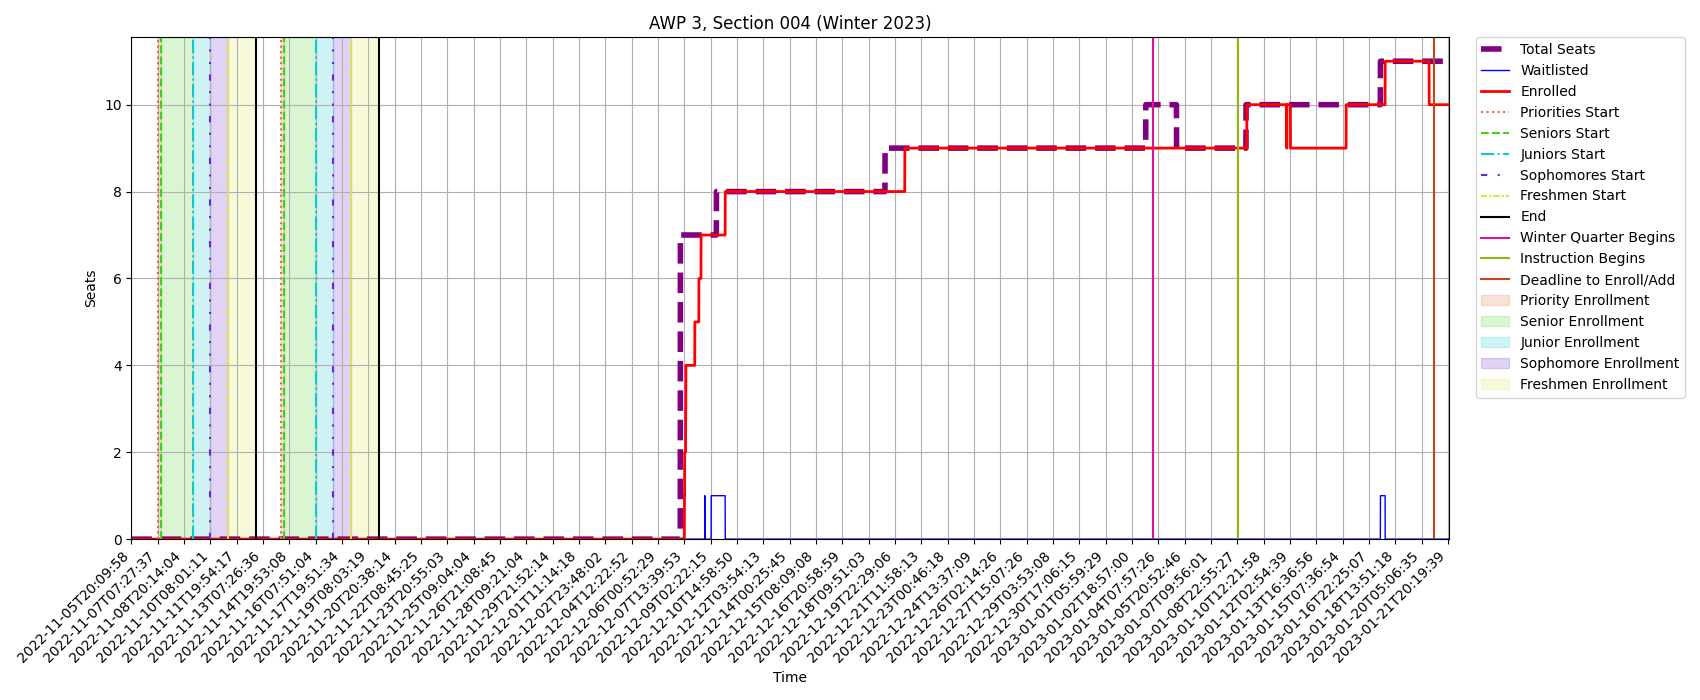 AWP 3, Section 004 (Winter 2023)
Seats
10
8
6
4
2
0
2022-11-05T20:09:58
2022-11-07T07:27:37
2022-11-08T20:14:04
2022-11-10T08:01:11
2022-11-11T19:54:17
2022-11-13T07:26:36
2022-11-14T19:53:08
2022-11-16T07:51:04
2022-11-17T19:51:34
2022-11-19T08:03:19
2022-11-20T20:38:14
2022-11-22T08:45:25
2022-11-23T20:55:03
2022-11-25T09:04:04
2022-11-26T21:08:45
2022-11-28T09:21:04
2022-11-29T21:52:14
2022-12-01T11:14:18
2022-12-02T23:48:02
2022-12-04T12:22:52
2022-12-06T00:52:29
2022-12-07T13:39:53
2022-12-09T02:22:15
2022-12-10T14:58:50
2022-12-12T03:54:13
2022-12-14T00:25:45
2022-12-15T08:09:08
2022-12-16T20:58:59
2022-12-18T09:51:03
2022-12-19T22:29:06
2022-12-21T11:58:13
2022-12-23T00:46:18
2022-12-24T13:37:09
2022-12-26T02:14:26
2022-12-27T15:07:26
2022-12-29T03:53:08
2022-12-30T17:06:15
2023-01-01T05:59:29
2023-01-02T18:57:00
2023-01-04T07:57:26
2023-01-05T20:52:46
2023-01-07T09:56:01
2023-01-08T22:55:27
2023-01-10T12:21:58
2023-01-12T02:54:39
2023-01-13T16:36:56
2023-01-15T07:36:54
2023-01-16T22:25:07
2023-01-18T13:51:18
2023-01-20T05:06:35
2023-01-21T20:19:39
Time
Total Seats
Waitlisted
Enrolled
Priorities Start
Seniors Start
Juniors Start
Sophomores Start
Freshmen Start
End
Winter Quarter Begins
Instruction Begins
Deadline to Enroll/Add
Priority Enrollment
Senior Enrollment
Junior Enrollment
Sophomore Enrollment
Freshmen Enrollment